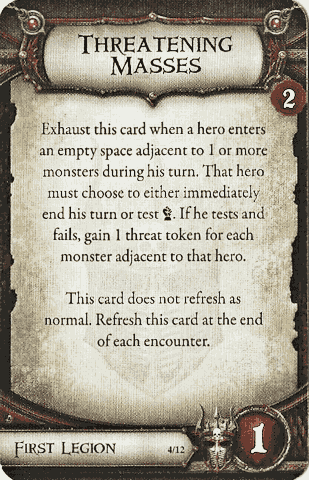 Threatening
Masses
2
Exhaust this card when a hero enters
an empty space adjacent to 1 or more
monsters during his turn. That hero
must choose to either immediately
end his turn or test . If he tests and
fails, gain 1 threat token for each
monster adjacent to that hero.
This card does not refresh as
normal. Refresh this card at the end
of each encounter.
First Legion 4/12
1